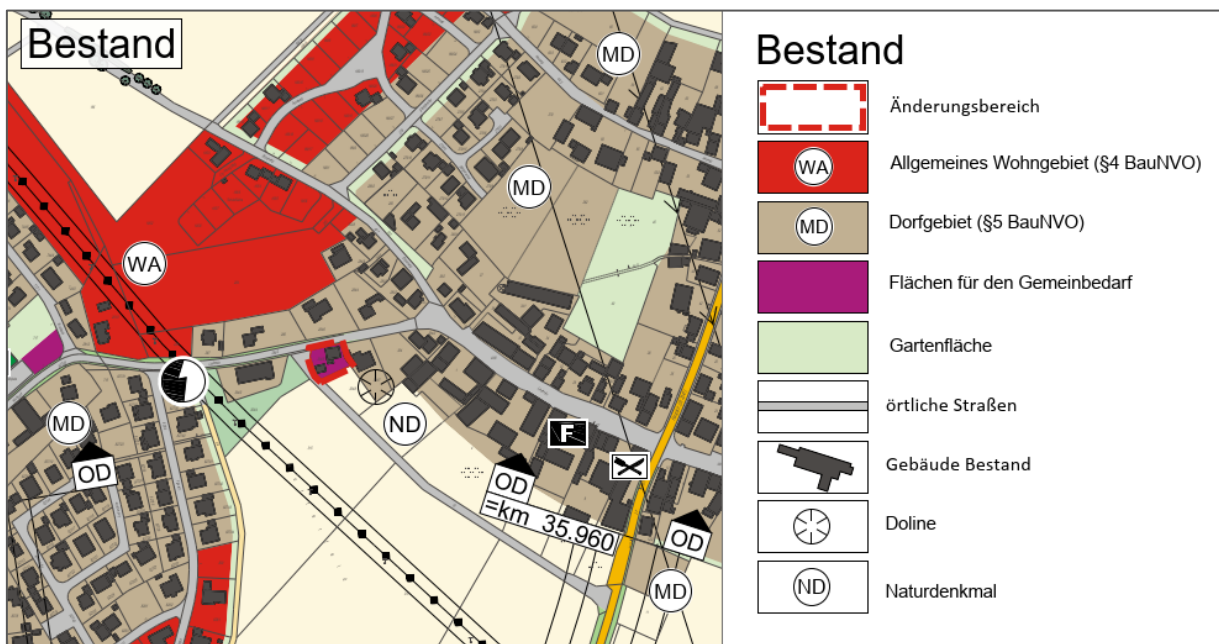 Bestand
MD
MD
WA
MD
OD
ND
F
OD
=km 35.960
OD
MD
Bestand
Änderungsbereich
WA
Allgemeines Wohngebiet (§4 BauNVO)
MD
Dorfgebiet (§5 BauNVO)
Flächen für den Gemeinbedarf
Gartenfläche
örtliche Straßen
Gebäude Bestand
Doline
ND
Naturdenkmal